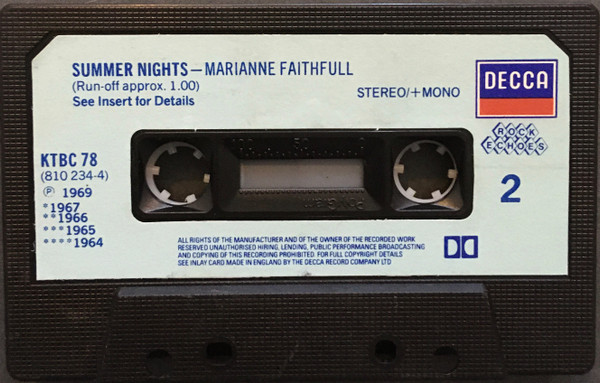 SUMMER NIGHTS — MARIANNE FAITHFULL
(Run-off approx. 1.00)
See Insert for Details
STEREO/+MONO
DECCA
ROCK
ECHOES
KTBC 78
(810 234-4)
Ⓟ 1969
*1967
**1966
***1965
****1964
2
ALL RIGHTS OF THE MANUFACTURER AND OF THE OWNER OF THE RECORDED WORK
RESERVED UNAUTHORISED HIRING, LENDING, PUBLIC PERFORMANCE BROADCASTING
AND COPYING OF THIS RECORDING PROHIBITED. FOR FULL COPYRIGHT DETAILS
SEE INLAY CARD MADE IN ENGLAND BY THE DECCA RECORD COMPANY LTD